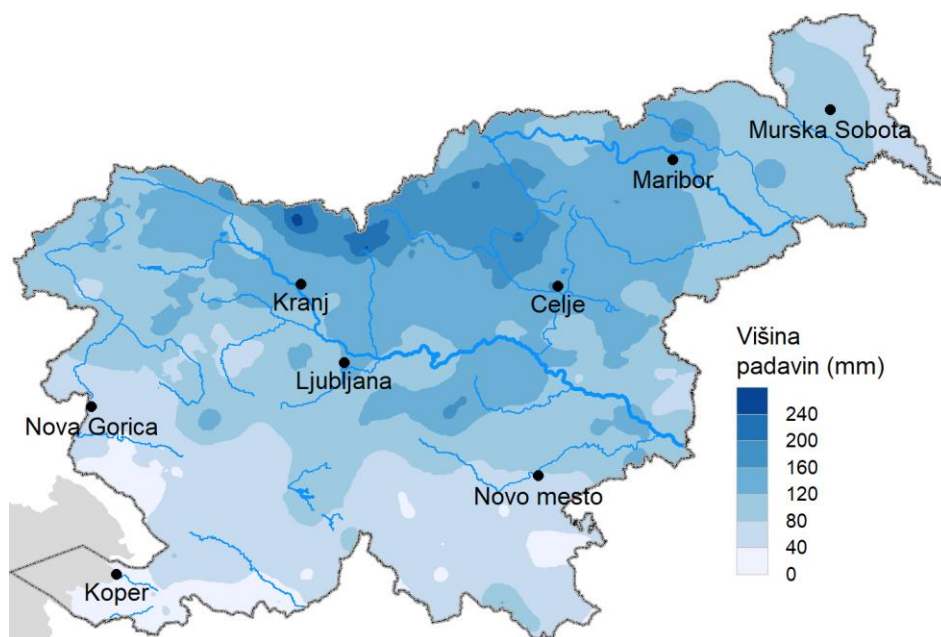 Murska Sobota
Maribor
Kranj
Celje
Ljubljana
Nova Gorica
Novo mesto
Koper
Višina
padavin (mm)
240
200
160
120
80
40
0